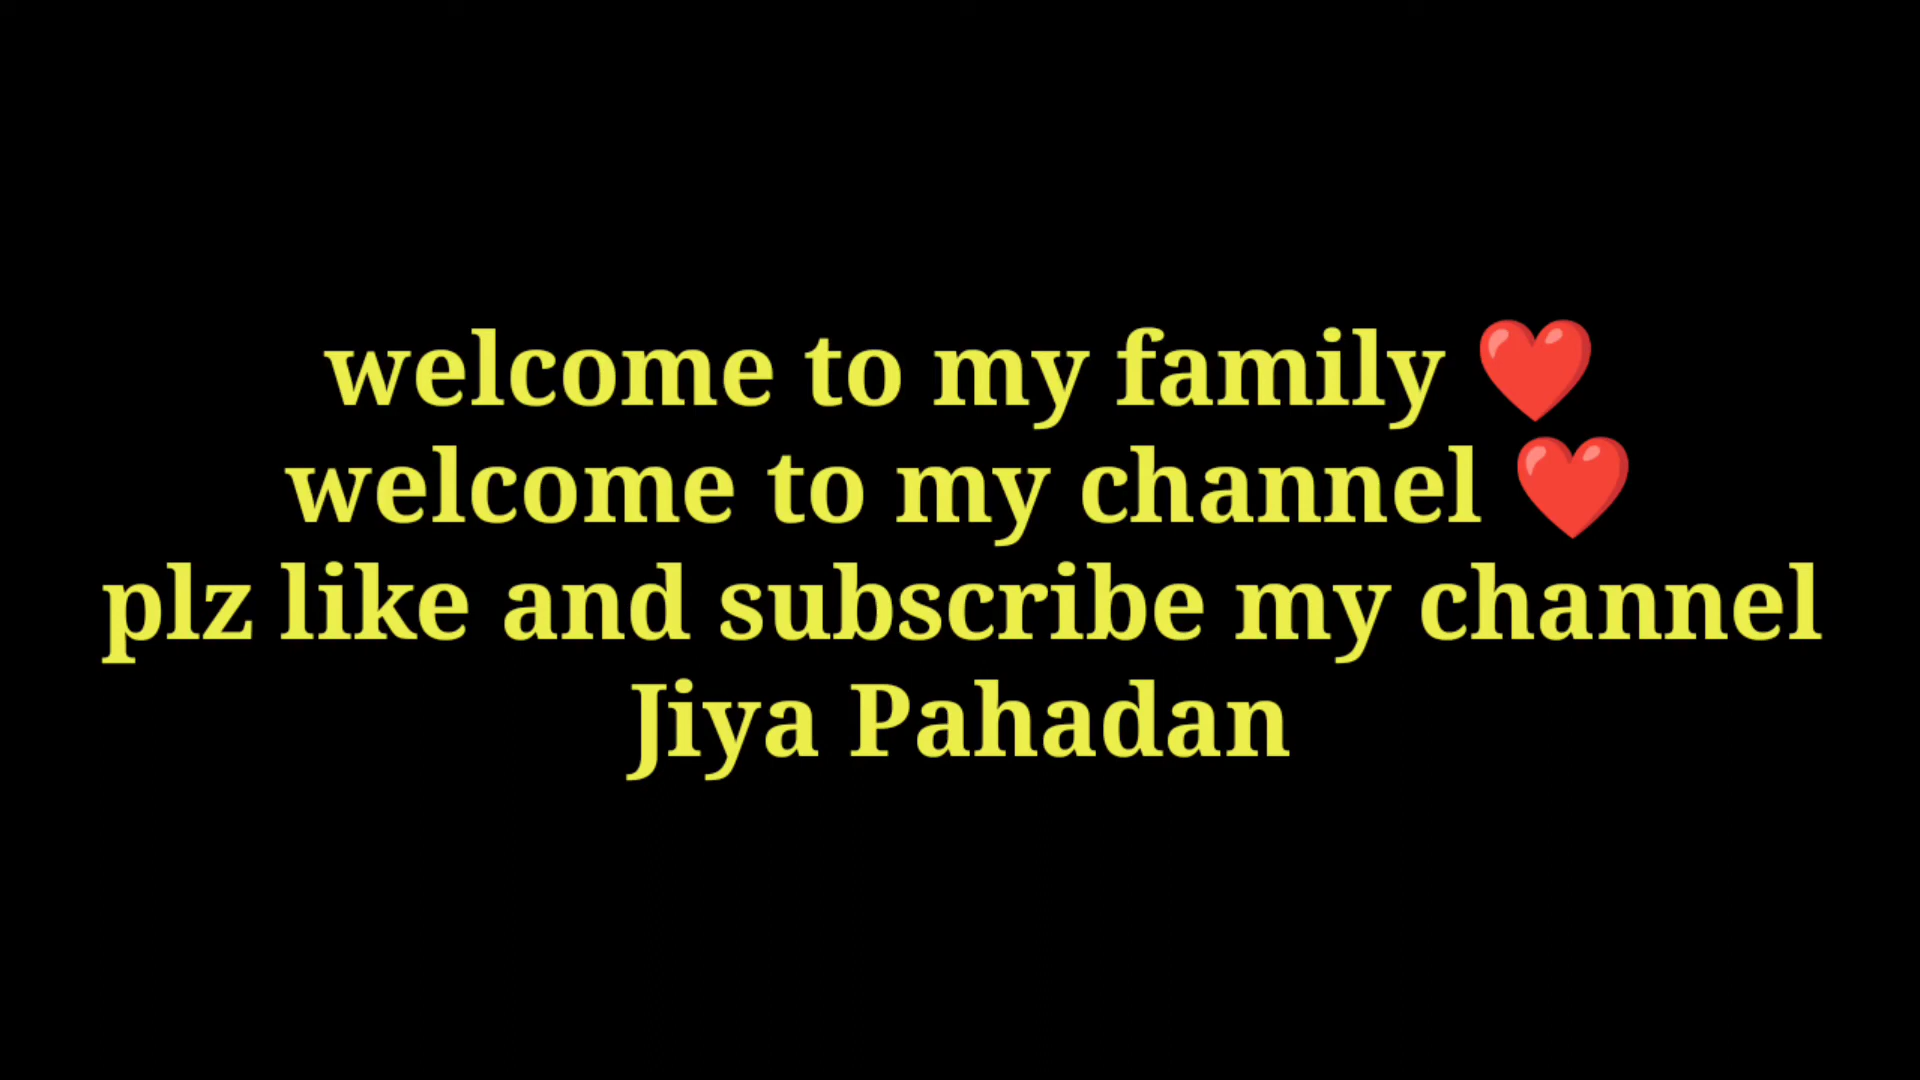 welcome to my family ❤️
welcome to my channel ❤️
plz like and subscribe my channel
Jiya Pahadan